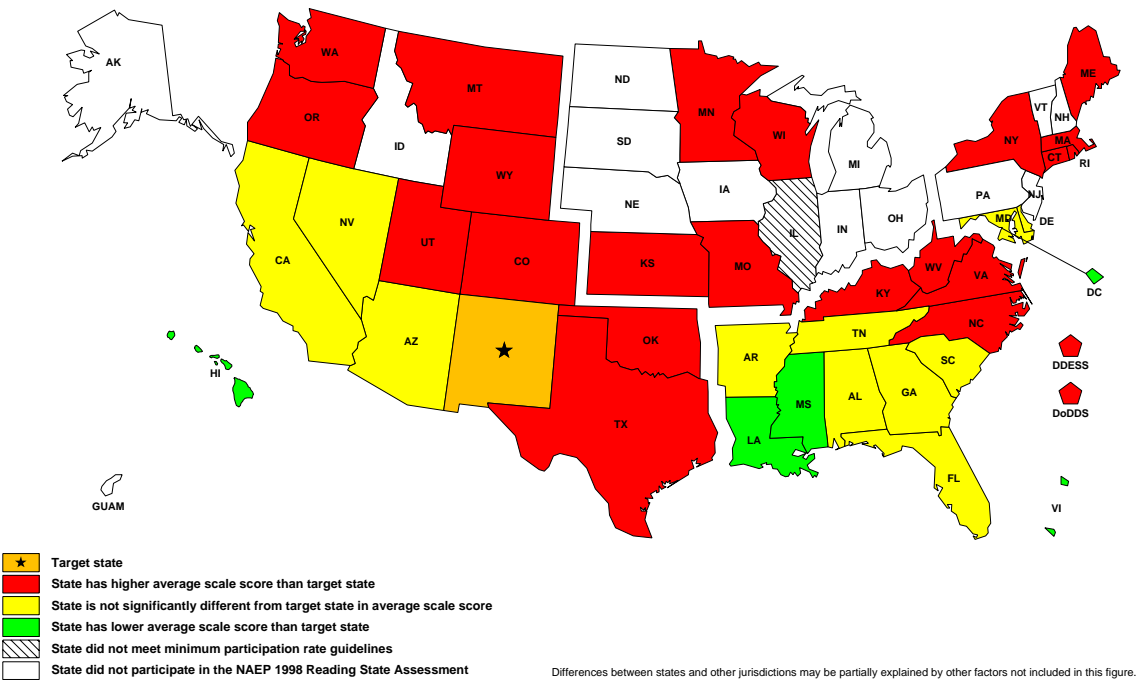 AK
WA
MT
ND
MN
ME
OR
ID
SD
WI
VT
NH
NY
MA
CT
RI
MI
WY
IA
PA
NJ
NE
NV
UT
CO
IL
IN
OH
MD
DE
CA
KS
MO
WV
VA
KY
DC
NC
TN
AZ
OK
AR
SC
HI
DDESS
MS
AL
GA
DoDDS
TX
LA
FL
GUAM
VI
Target state
State has higher average scale score than target state
State is not significantly different from target state in average scale score
State has lower average scale score than target state
State did not meet minimum participation rate guidelines
State did not participate in the NAEP 1998 Reading State Assessment
Differences between states and other jurisdictions may be partially explained by other factors not included in this figure.